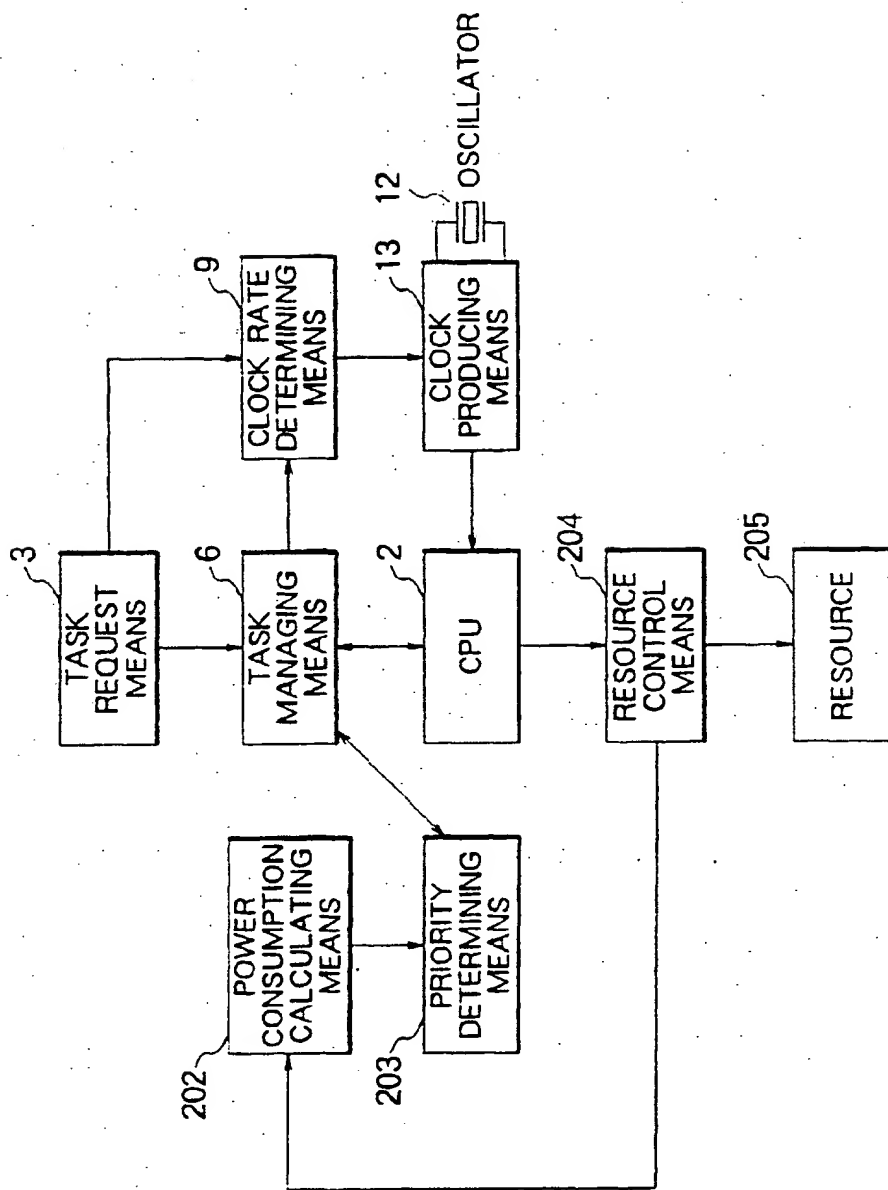 3
TASK
REQUEST
MEANS
9
CLOCK RATE
DETERMINING
MEANS
6
TASK
MANAGING
MEANS
202
POWER
CONSUMPTION
CALCULATING
MEANS
203
PRIORITY
DETERMINING
MEANS
2
CPU
13
CLOCK
PRODUCING
MEANS
12
OSCILLATOR
204
RESOURCE
CONTROL
MEANS
205
RESOURCE